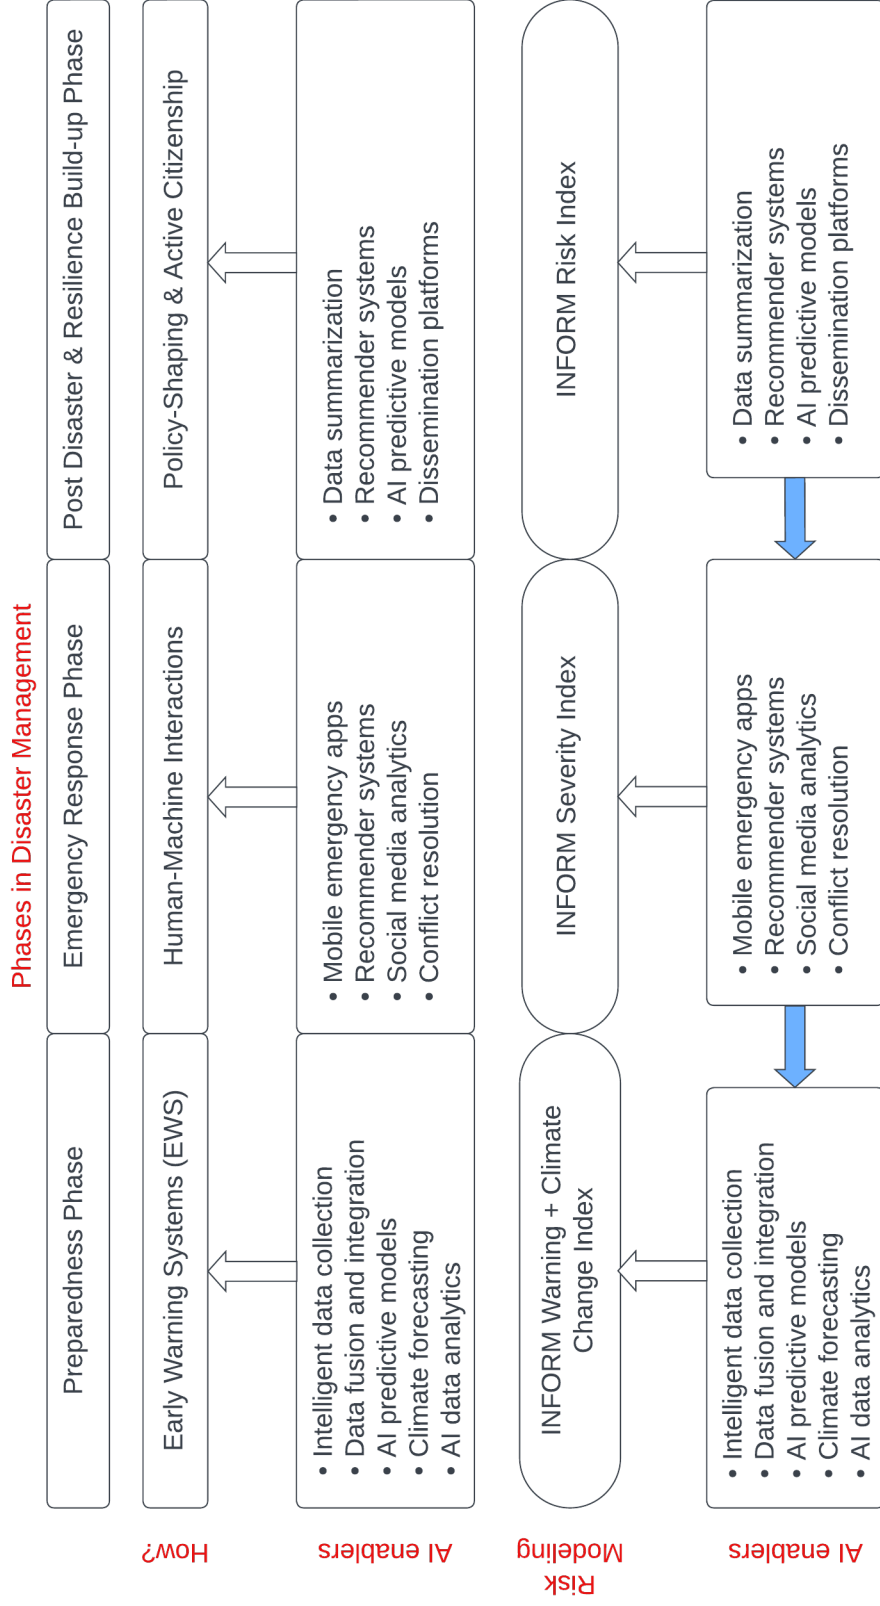 Phases in Disaster Management
Preparedness Phase
Emergency Response Phase
Post Disaster & Resilience Build-up Phase
How?
Early Warning Systems (EWS)
Human-Machine Interactions
Policy-Shaping & Active Citizenship
AI enablers
• Intelligent data collection
• Data fusion and integration
• AI predictive models
• Climate forecasting
• AI data analytics
• Mobile emergency apps
• Recommender systems
• Social media analytics
• Conflict resolution
• Data summarization
• Recommender systems
• AI predictive models
• Dissemination platforms
Risk
Modeling
INFORM Warning + Climate
Change Index
INFORM Severity Index
INFORM Risk Index
AI enablers
• Intelligent data collection
• Data fusion and integration
• AI predictive models
• Climate forecasting
• AI data analytics
• Mobile emergency apps
• Recommender systems
• Social media analytics
• Conflict resolution
• Data summarization
• Recommender systems
• AI predictive models
• Dissemination platforms